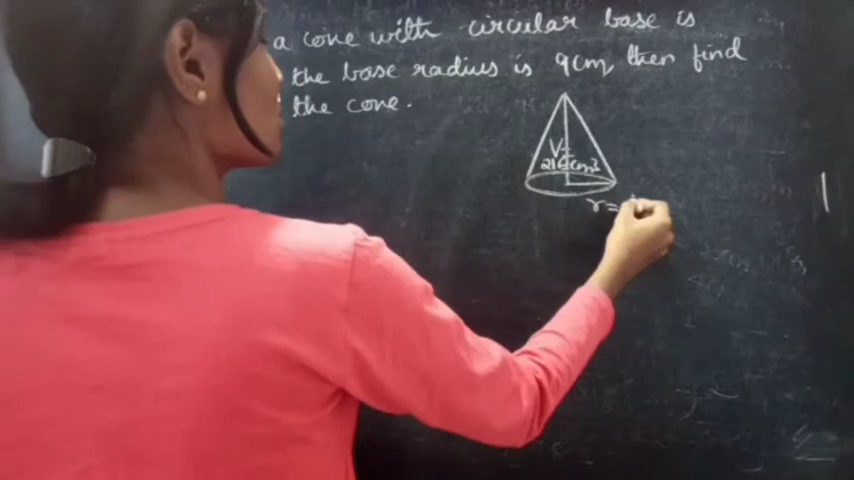 a cone with circular base is
the base radius is 9cm, then find
the cone.
V=
216cm³
r=